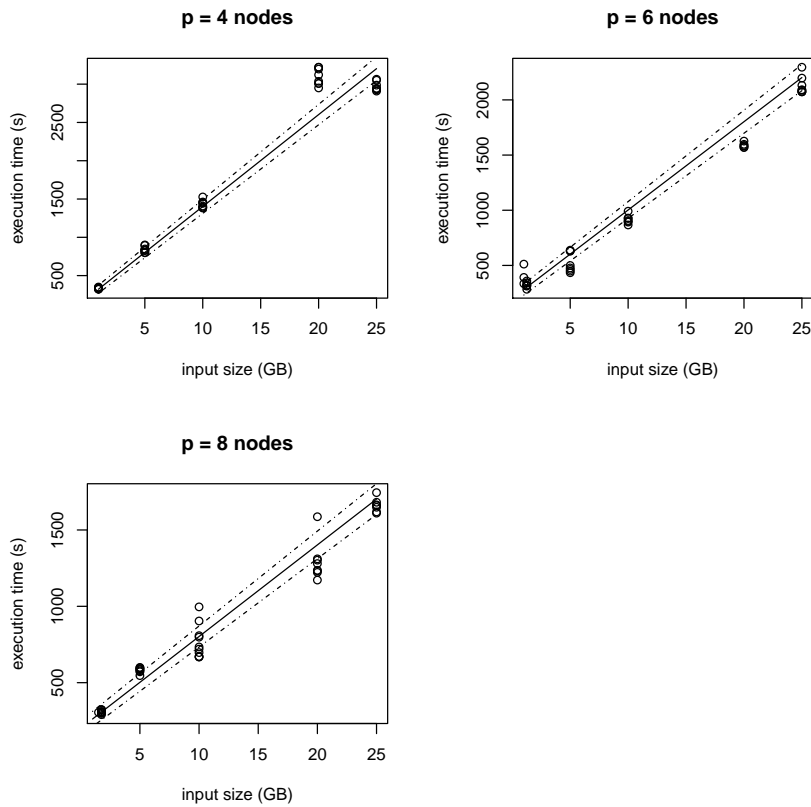 p = 4 nodes
execution time (s)
500
1500
2500
5
10
15
20
25
input size (GB)
p = 6 nodes
execution time (s)
500
1000
1500
2000
5
10
15
20
25
input size (GB)
p = 8 nodes
execution time (s)
500
1000
1500
5
10
15
20
25
input size (GB)